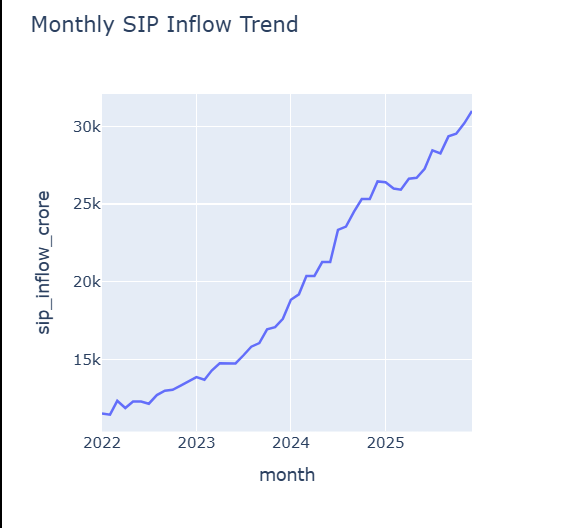 Monthly SIP Inflow Trend
30k
25k
20k
15k
sip_inflow_crore
2022 2023 2024 2025
month